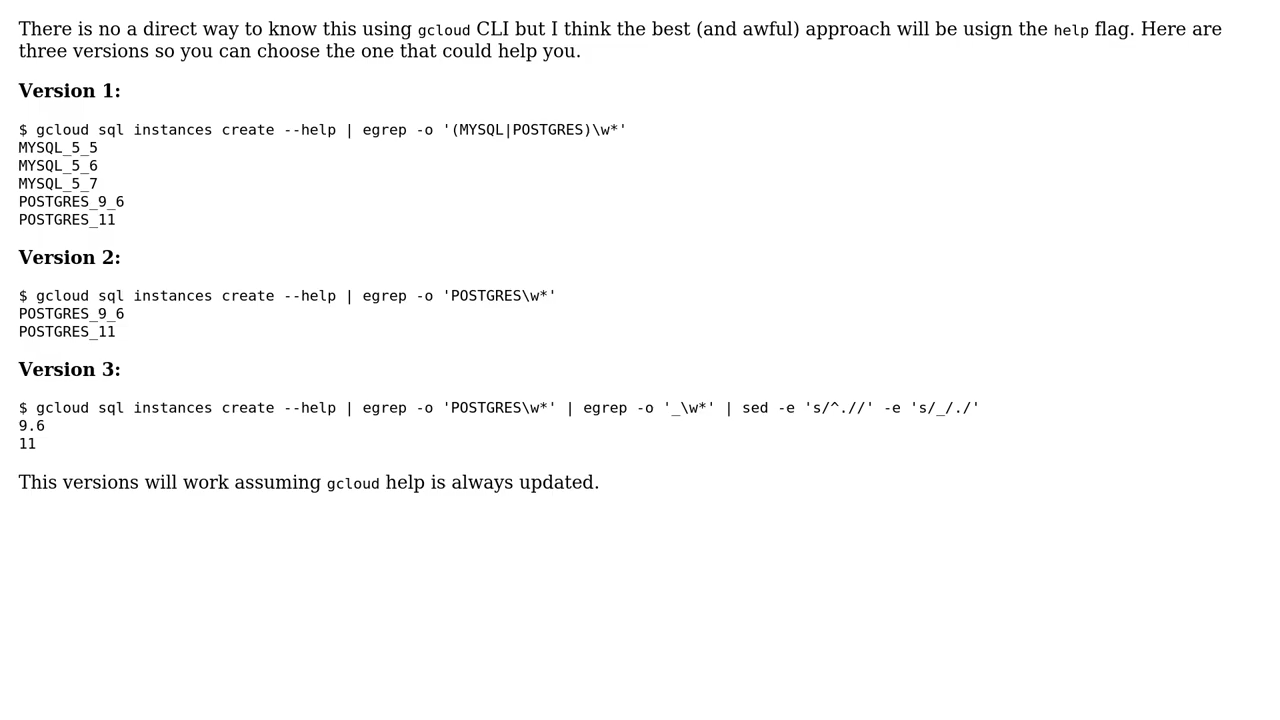 There is no a direct way to know this using gcloud CLI but I think the best (and awful) approach will be usign the help flag. Here are
three versions so you can choose the one that could help you.
Version 1:
$ gcloud sql instances create --help | egrep -o '(MYSQL|POSTGRES)\w*'
MYSQL_5_5
MYSQL_5_6
MYSQL_5_7
POSTGRES_9_6
POSTGRES_11
Version 2:
$ gcloud sql instances create --help | egrep -o 'POSTGRES\w*'
POSTGRES_9_6
POSTGRES_11
Version 3:
$ gcloud sql instances create --help | egrep -o 'POSTGRES\w*' | egrep -o '_\w*' | sed -e 's/^.//' -e 's/_/./'
9.6
11
This versions will work assuming gcloud help is always updated.